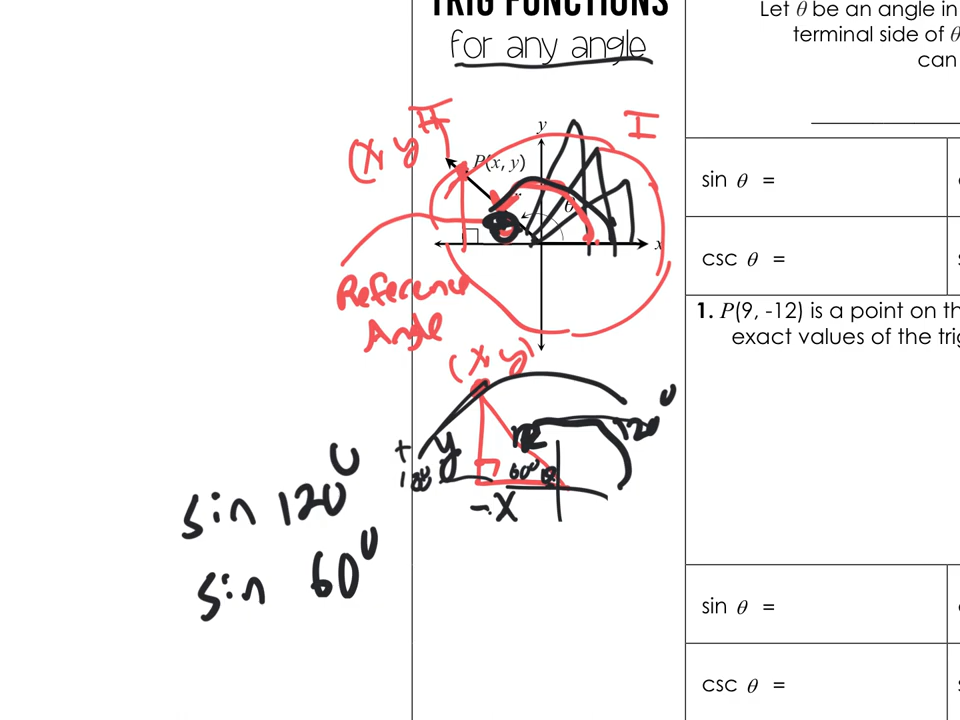 TRIG FUNCTIONS
for any angle
Let θ be an angle in
terminal side of θ
can
II
I
(x, y)
y
P(x, y)
r
θ
x
Reference
Angle
sin θ =
csc θ =
1. P(9, -12) is a point on th
exact values of the trig
(x, y)
120°
+ y
180
60°
-x
sin 120°
sin 60°
sin θ =
csc θ =